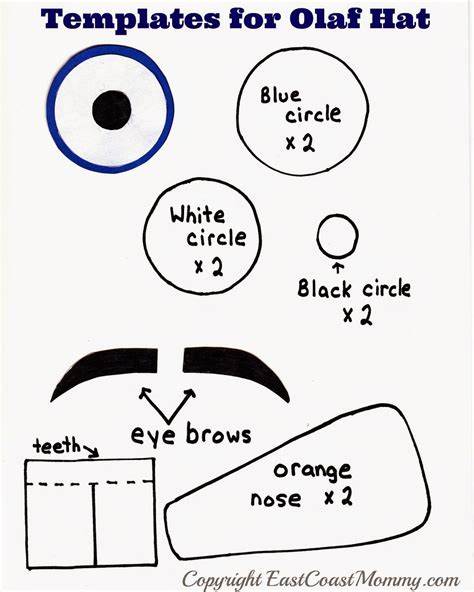 Templates for Olaf Hat
Blue
circle
x 2
White
circle
x 2
Black circle
x 2
eye brows
teeth
orange
nose x 2
Copyright EastCoastMommy.com